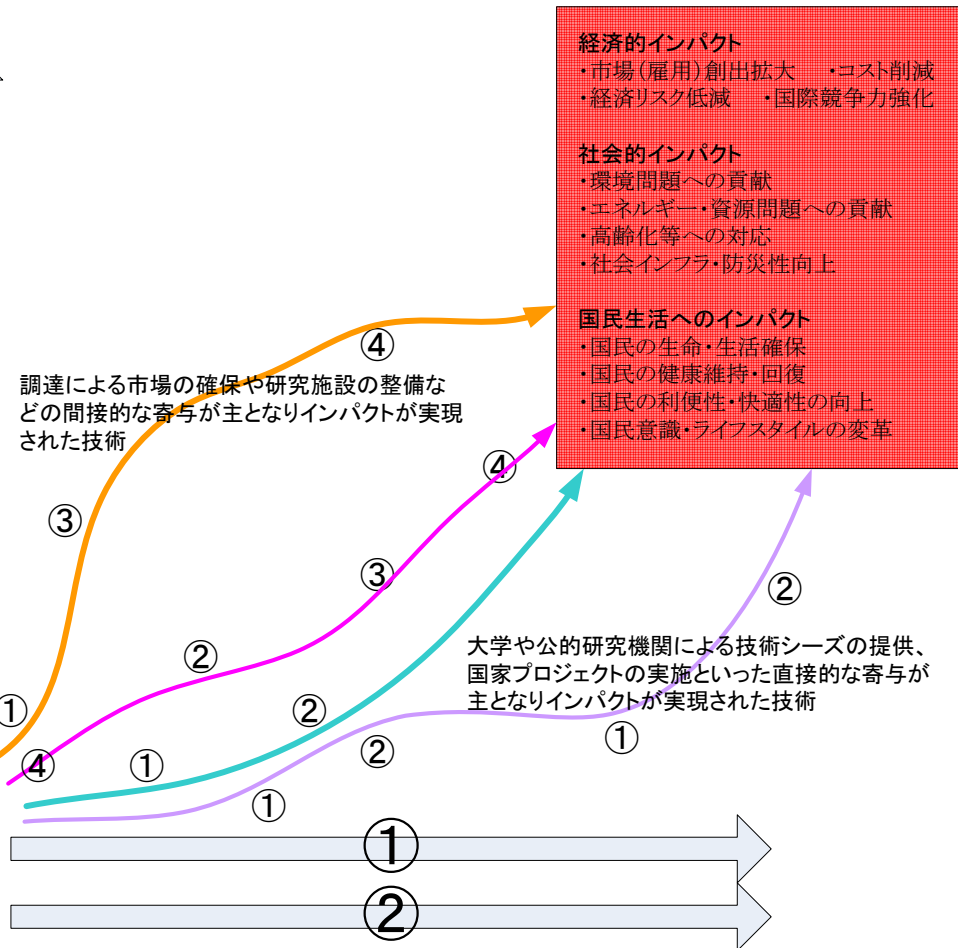 経済的インパクト
・市場(雇用)創出拡大　・コスト削減
・経済リスク低減　・国際競争力強化
社会的インパクト
・環境問題への貢献
・エネルギー・資源問題への貢献
・高齢化等への対応
・社会インフラ・防災性向上
国民生活へのインパクト
・国民の生命・生活確保
・国民の健康維持・回復
・国民の利便性・快適性の向上
・国民意識・ライフスタイルの変革
④
調達による市場の確保や研究施設の整備な
どの間接的な寄与が主となりインパクトが実現
された技術
④
③
③
②
②
大学や公的研究機関による技術シーズの提供、
国家プロジェクトの実施といった直接的な寄与が
主となりインパクトが実現された技術
①
②
②
①
④
①
①
①
②